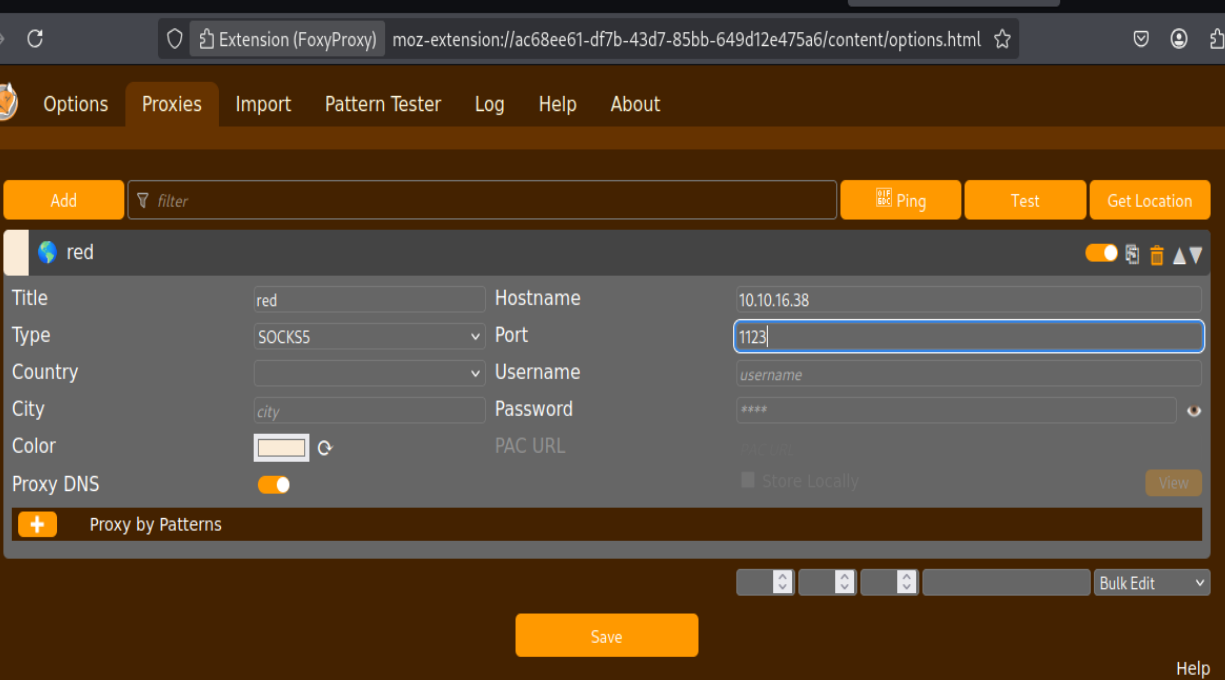 Extension (FoxyProxy) moz-extension://ac68ee61-df7b-43d7-85bb-649d12e475a6/content/options.html
Options Proxies Import Pattern Tester Log Help About
Add filter Ping Test Get Location
red
Title red Hostname 10.10.16.38
Type SOCKS5 Port 1123
Country Username username
City city Password ****
Color PAC URL
Proxy DNS Store Locally View
Proxy by Patterns
Bulk Edit
Save
Help